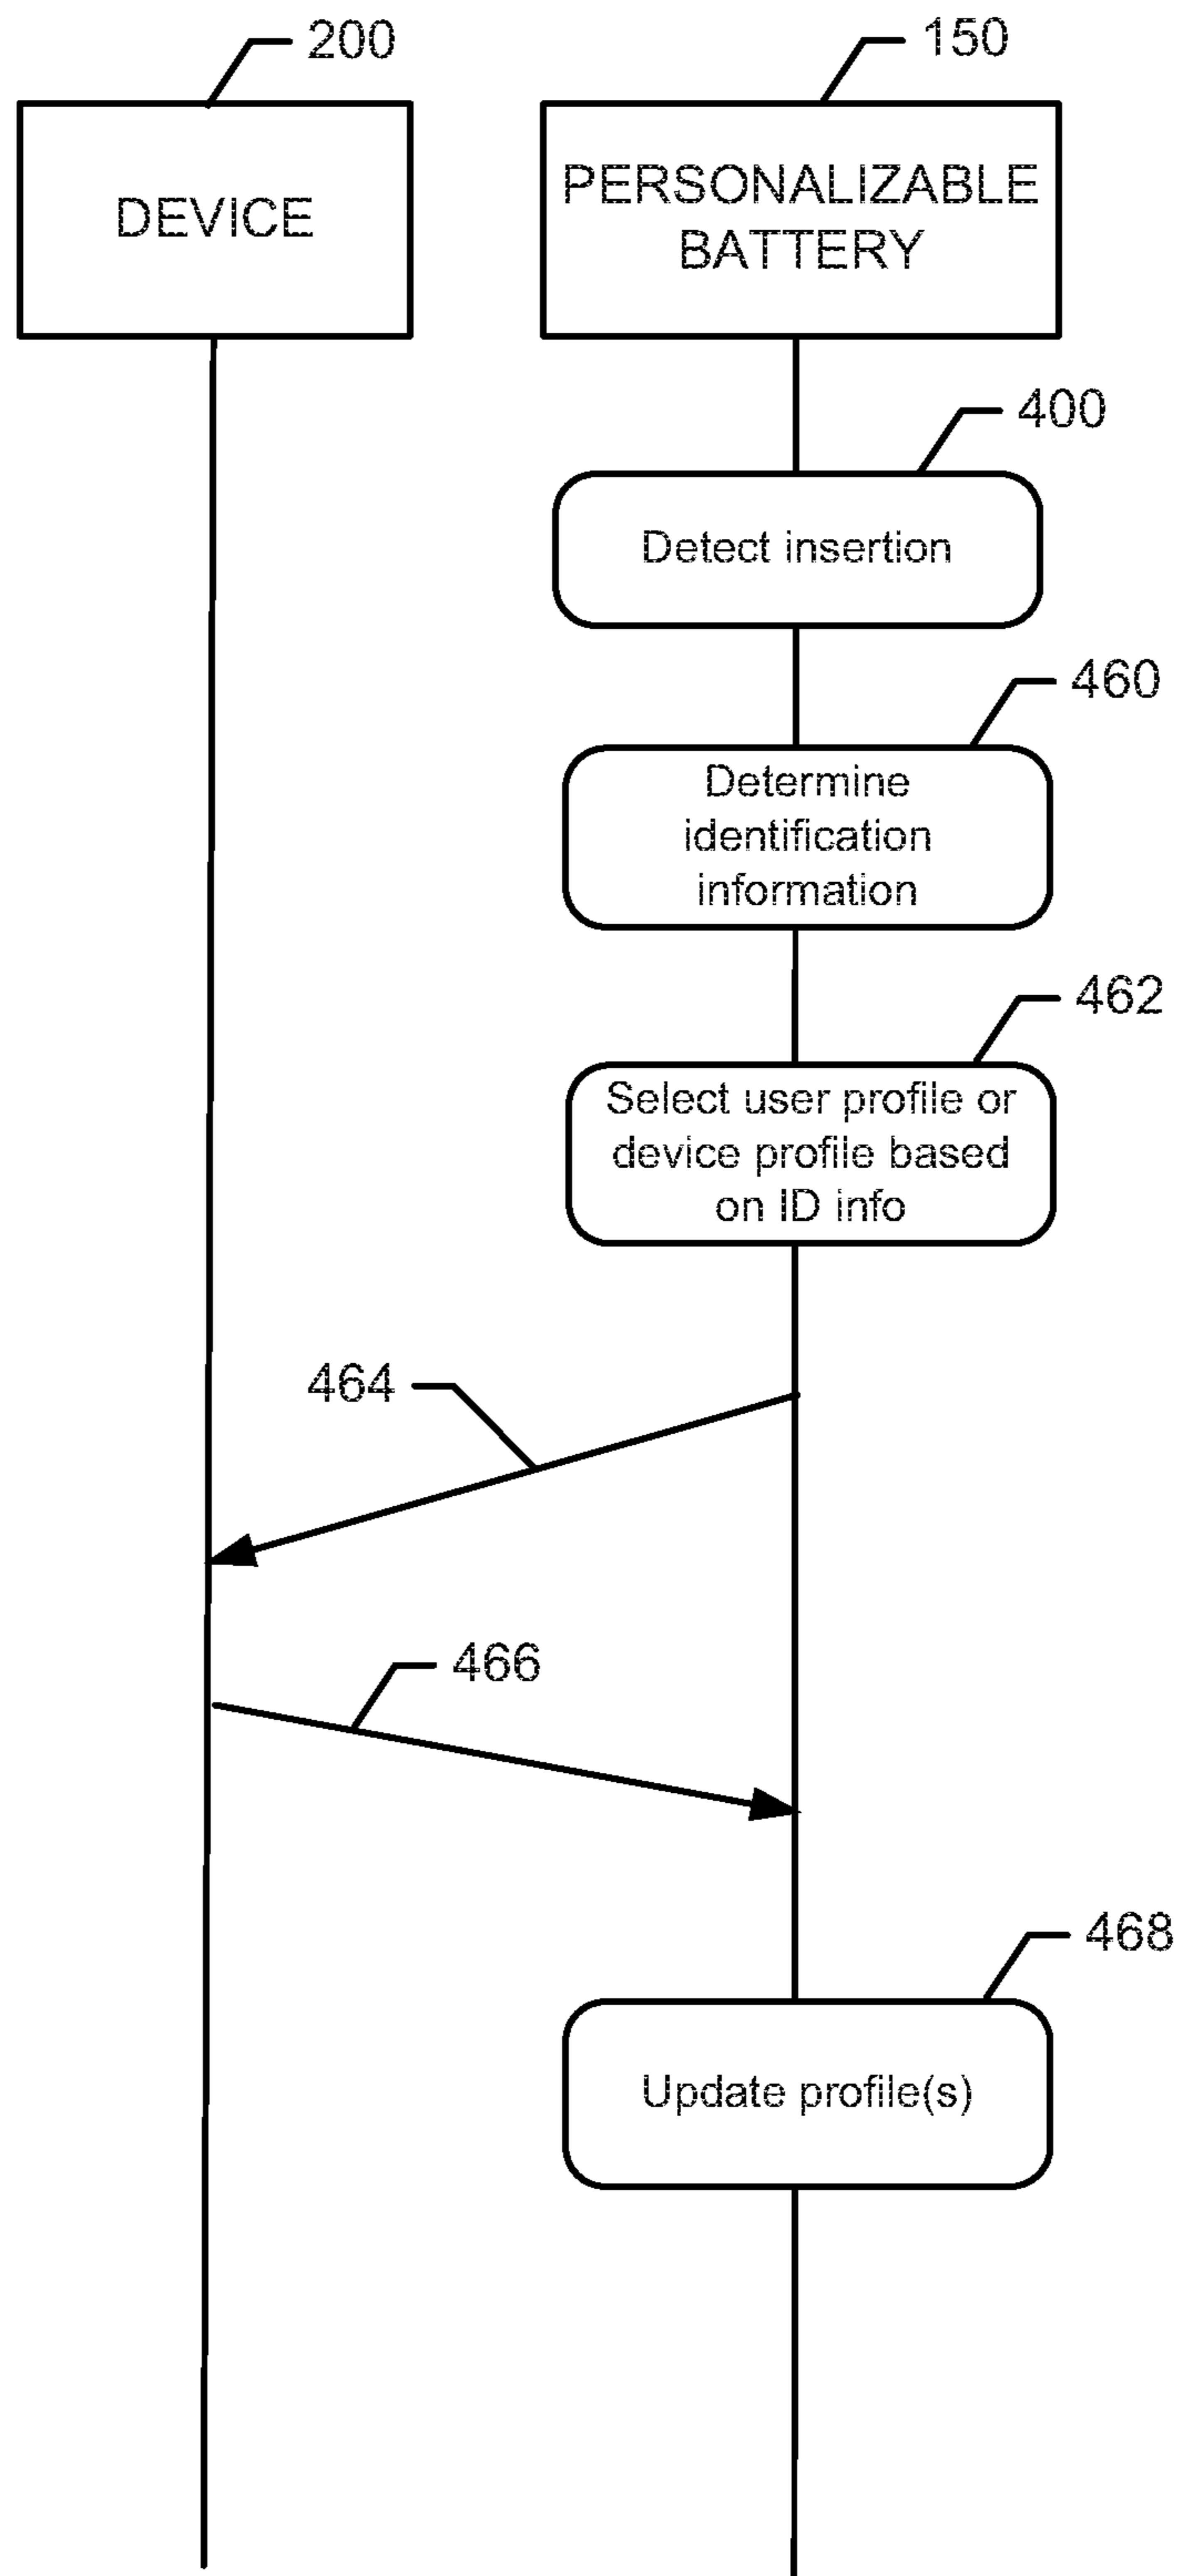 200
150
DEVICE
PERSONALIZABLE
BATTERY
400
Detect insertion
460
Determine
identification
information
462
Select user profile or
device profile based
on ID info
464
466
468
Update profile(s)